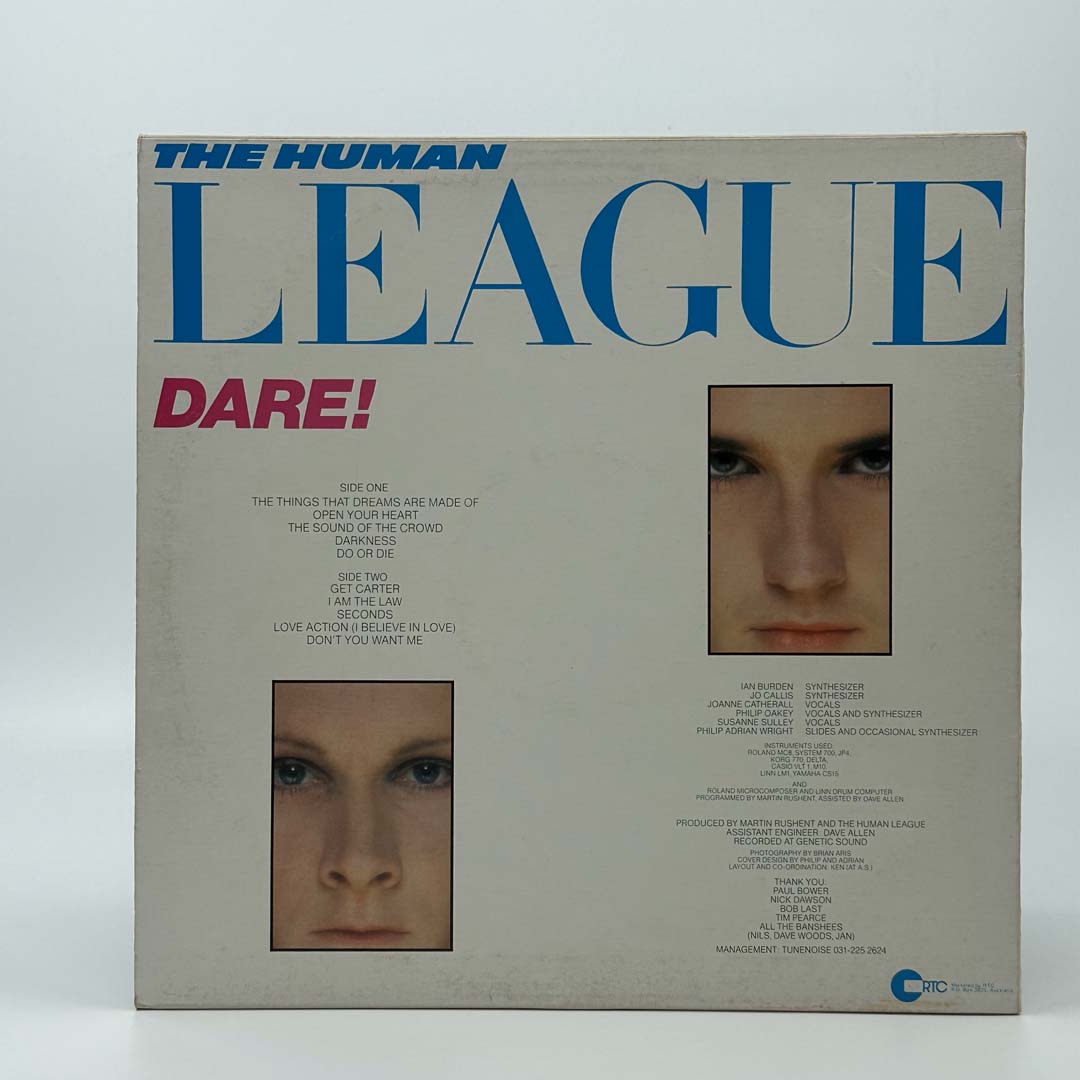 THE HUMAN
LEAGUE
DARE!
SIDE ONE
THE THINGS THAT DREAMS ARE MADE OF
OPEN YOUR HEART
THE SOUND OF THE CROWD
DARKNESS
DO OR DIE
SIDE TWO
GET CARTER
I AM THE LAW
SECONDS
LOVE ACTION (I BELIEVE IN LOVE)
DON'T YOU WANT ME
IAN BURDEN SYNTHESIZER
JO CALLIS SYNTHESIZER
JOANNE CATHERALL VOCALS
PHILIP OAKEY VOCALS AND SYNTHESIZER
SUSANNE SULLEY VOCALS
PHILIP ADRIAN WRIGHT SLIDES AND OCCASIONAL SYNTHESIZER
INSTRUMENTS USED:
ROLAND MC8, SYSTEM 700, JP4,
KORG 770, DELTA,
CASIO VLT 1, M10,
LINN LM1, YAMAHA CS15
AND
ROLAND MICROCOMPOSER AND LINN DRUM COMPUTER
PROGRAMMED BY MARTIN RUSHENT, ASSISTED BY DAVE ALLEN
PRODUCED BY MARTIN RUSHENT AND THE HUMAN LEAGUE
ASSISTANT ENGINEER: DAVE ALLEN
RECORDED AT GENETIC SOUND
PHOTOGRAPHY BY BRIAN ARIS
COVER DESIGN BY PHILIP AND ADRIAN
LAYOUT AND CO-ORDINATION: KEN (AT A.S.)
THANK YOU:
PAUL BOWER
NICK DAWSON
BOB LAST
TIM PEARCE
ALL THE BANSHEES
(NILS, DAVE WOODS, JAN)
MANAGEMENT: TUNENOISE 031-225 2624
RTC
Marketed by RTC